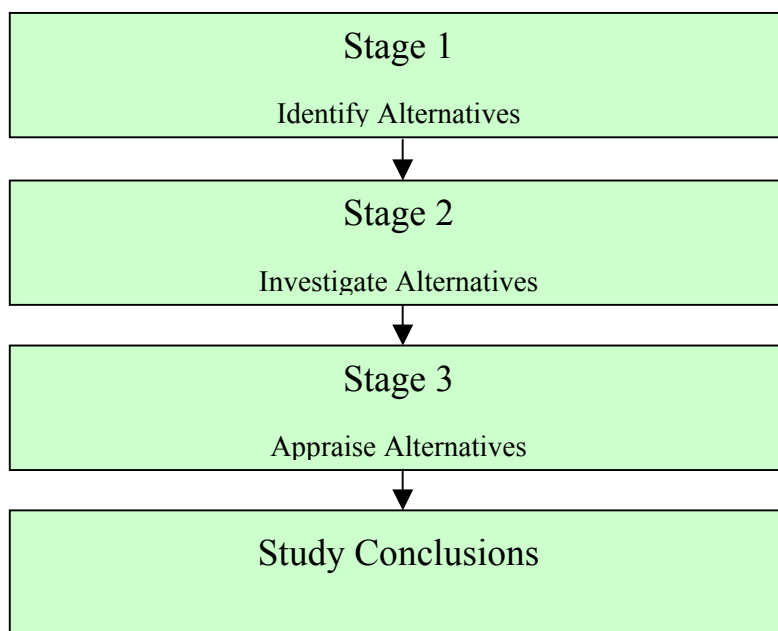 Stage 1
Identify Alternatives
Stage 2
Investigate Alternatives
Stage 3
Appraise Alternatives
Study Conclusions